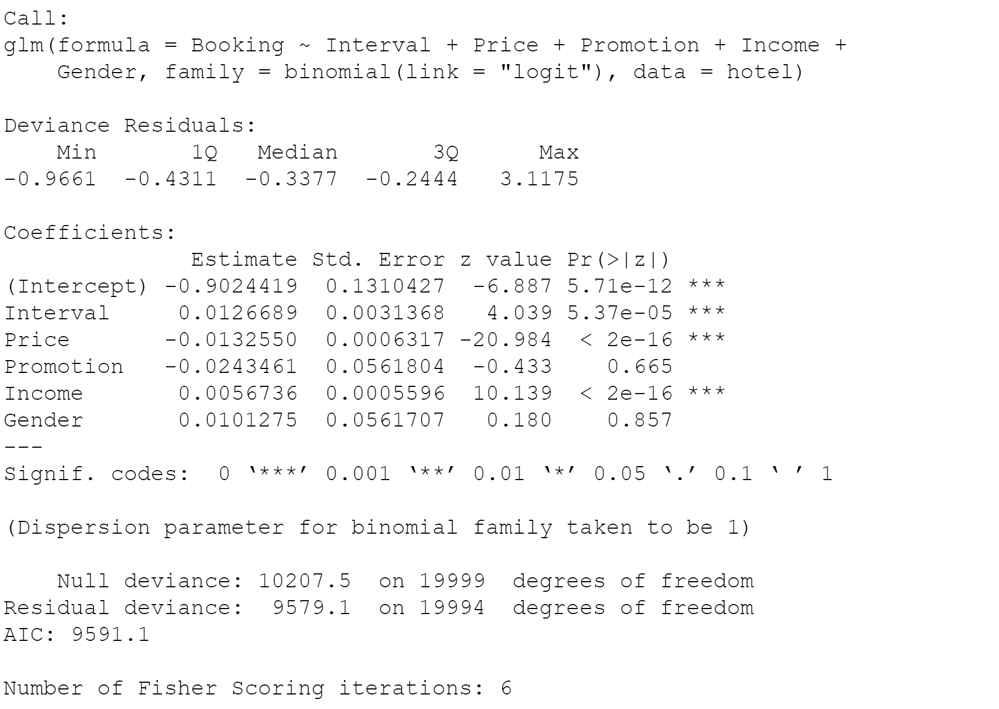 Call:
glm(formula = Booking ~ Interval + Price + Promotion + Income +
    Gender, family = binomial(link = "logit"), data = hotel)

Deviance Residuals:
    Min       1Q   Median       3Q      Max
-0.9661  -0.4311  -0.3377  -0.2444   3.1175

Coefficients:
              Estimate Std. Error z value Pr(>|z|)
(Intercept) -0.9024419  0.1310427  -6.887 5.71e-12 ***
Interval     0.0126689  0.0031368   4.039 5.37e-05 ***
Price       -0.0132550  0.0006317 -20.984  < 2e-16 ***
Promotion   -0.0243461  0.0561804  -0.433    0.665
Income       0.0056736  0.0005596  10.139  < 2e-16 ***
Gender       0.0101275  0.0561707   0.180    0.857
---
Signif. codes:  0 ‘***’ 0.001 ‘**’ 0.01 ‘*’ 0.05 ‘.’ 0.1 ‘ ’ 1

(Dispersion parameter for binomial family taken to be 1)

    Null deviance: 10207.5  on 19999  degrees of freedom
Residual deviance:  9579.1  on 19994  degrees of freedom
AIC: 9591.1

Number of Fisher Scoring iterations: 6